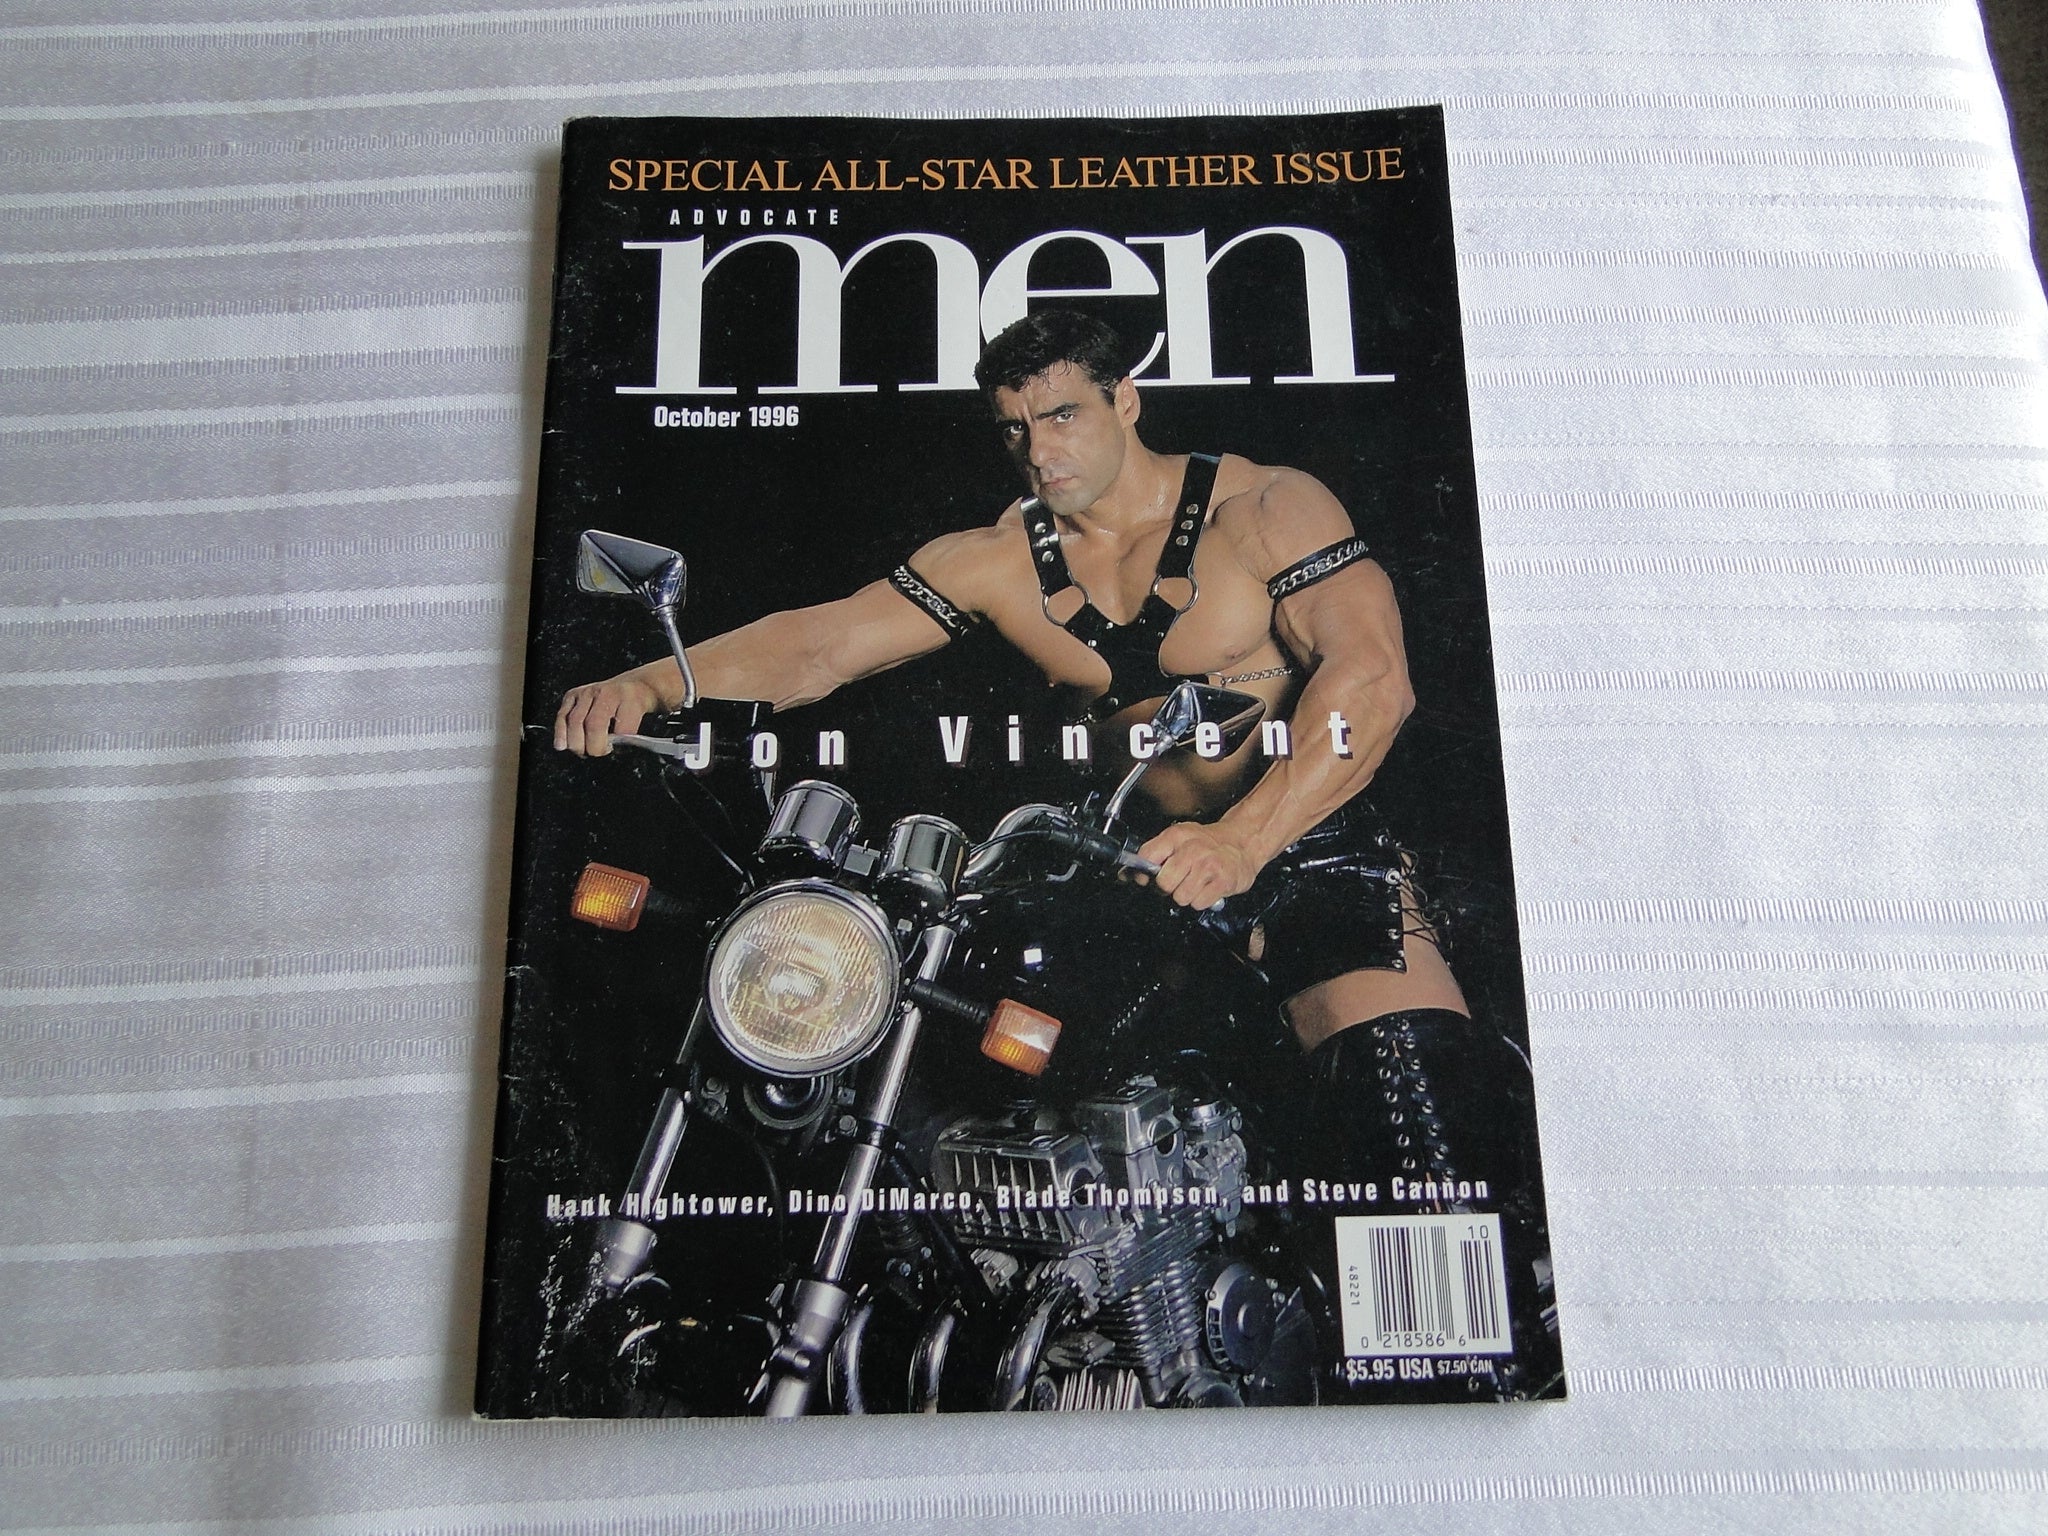 SPECIAL ALL-STAR LEATHER ISSUE
ADVOCATE
men
October 1996
Jon Vincent
Hank Hightower, Dino DiMarco, Blade Thompson, and Steve Cannon
10
48221
0 218586 6
$5.95 USA $7.50 CAN